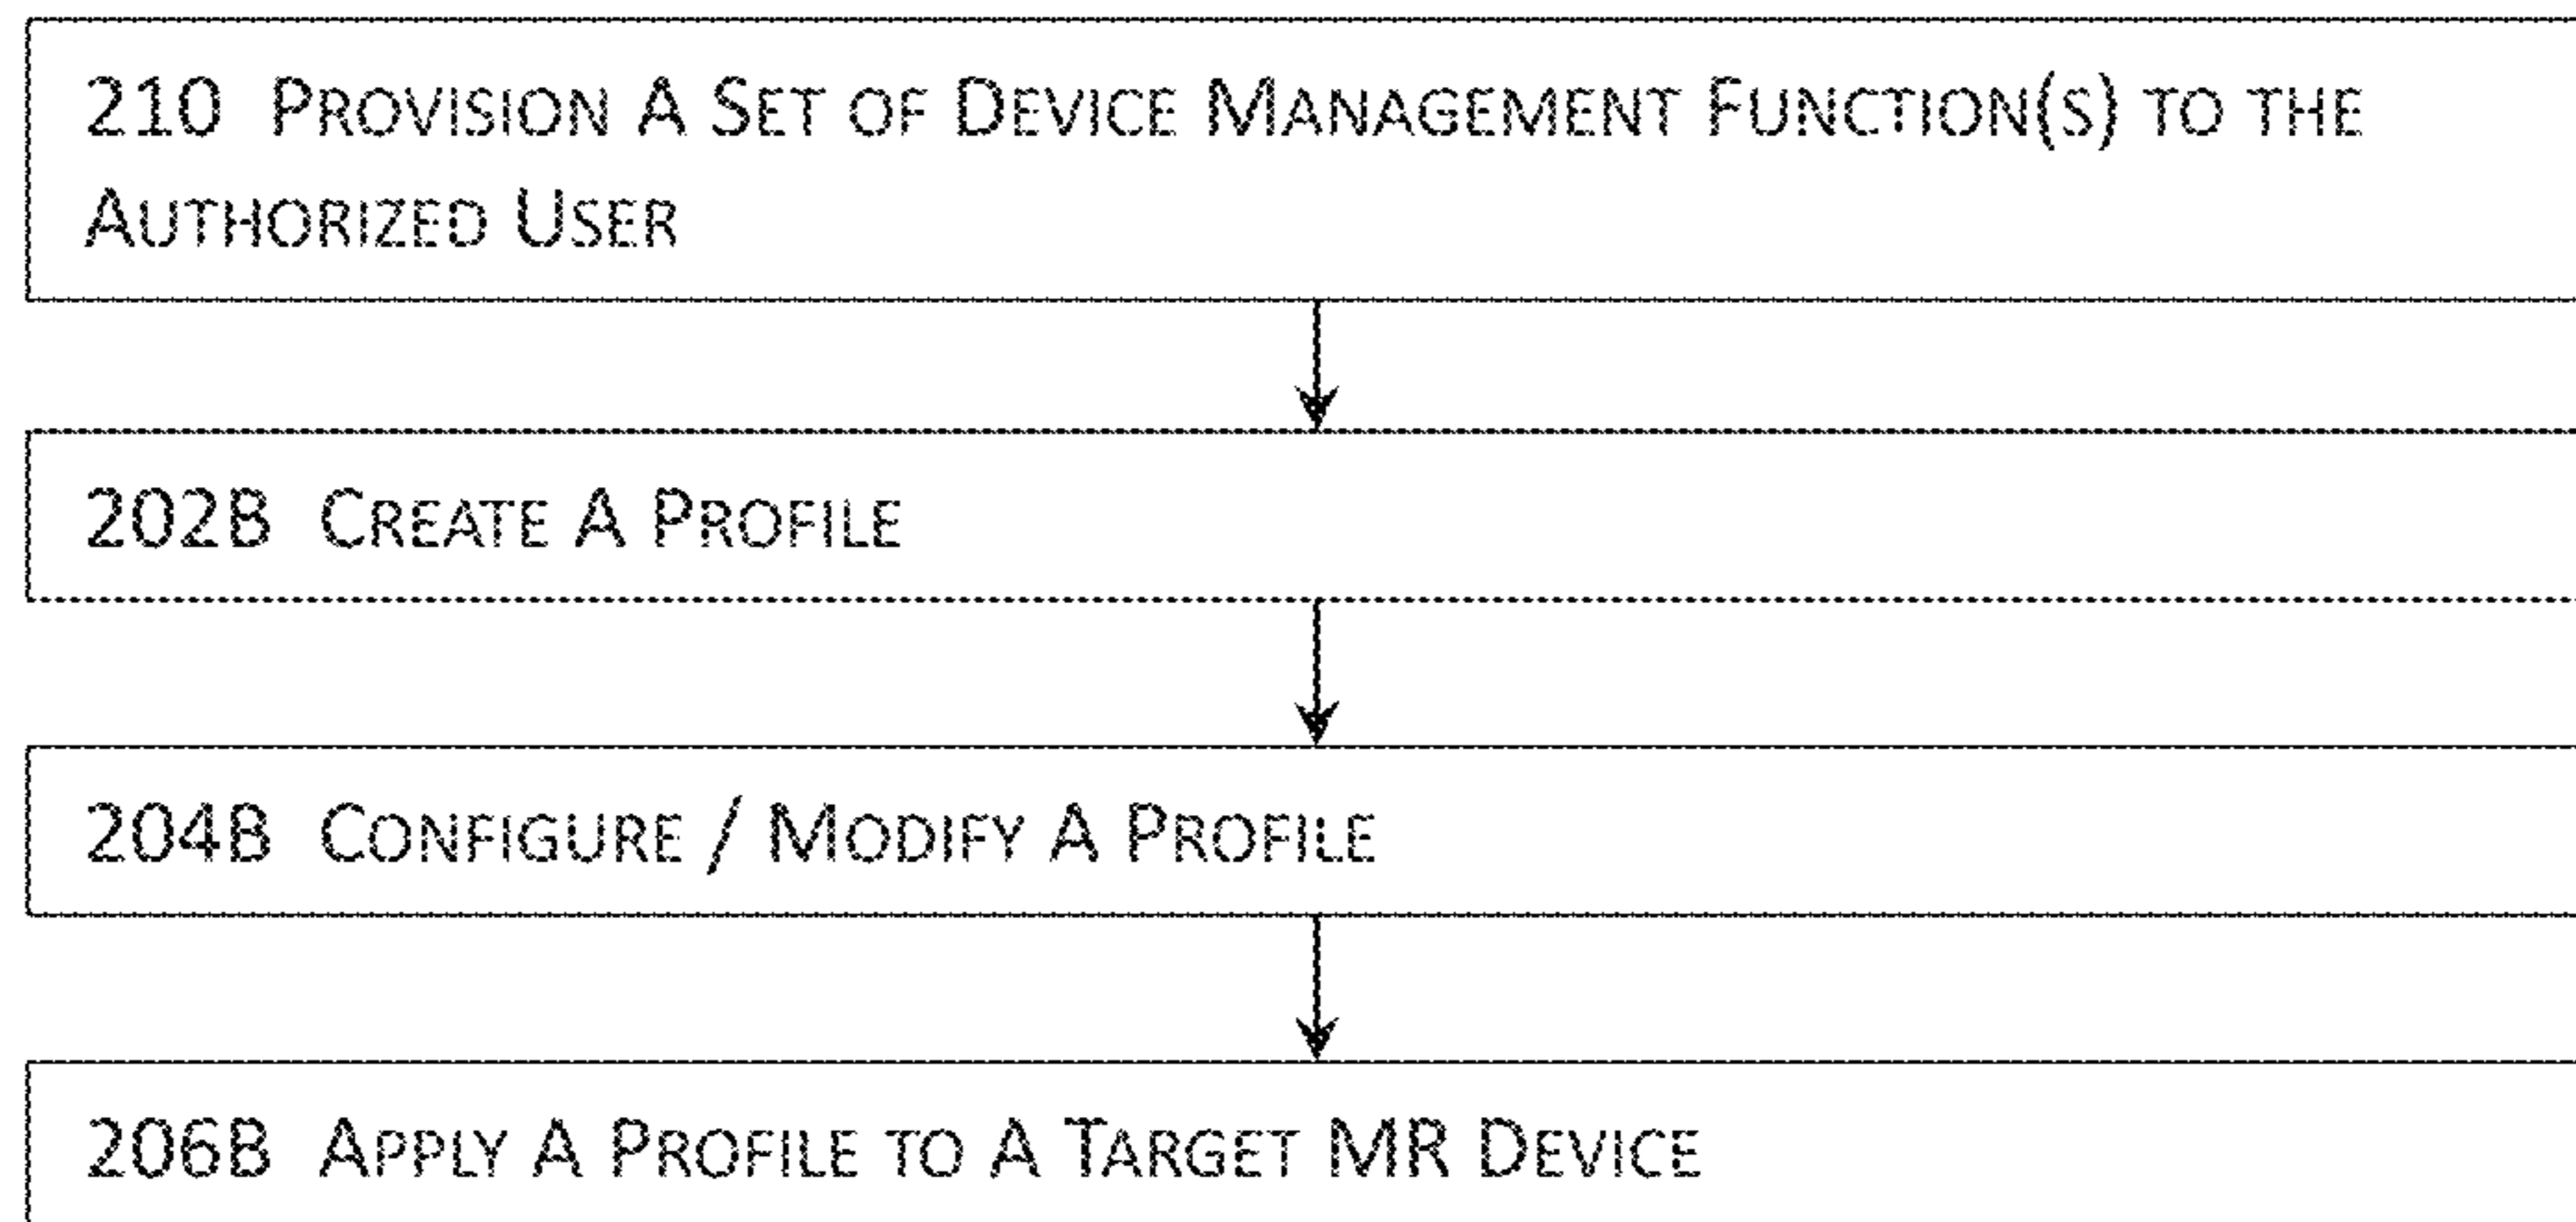 210 Provision A Set of Device Management Function(s) to the
Authorized User
202B Create A Profile
204B Configure / Modify A Profile
206B Apply A Profile to A Target MR Device